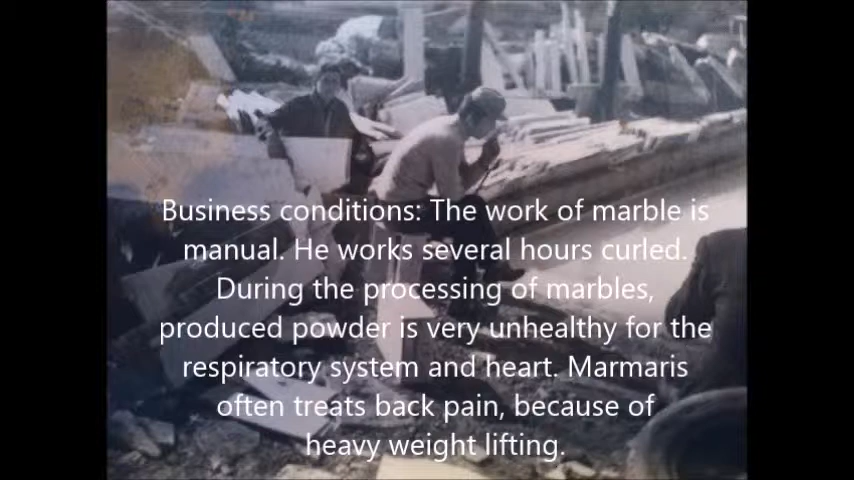 Business conditions: The work of marble is
manual. He works several hours curled.
During the processing of marbles,
produced powder is very unhealthy for the
respiratory system and heart. Marmaris
often treats back pain, because of
heavy weight lifting.